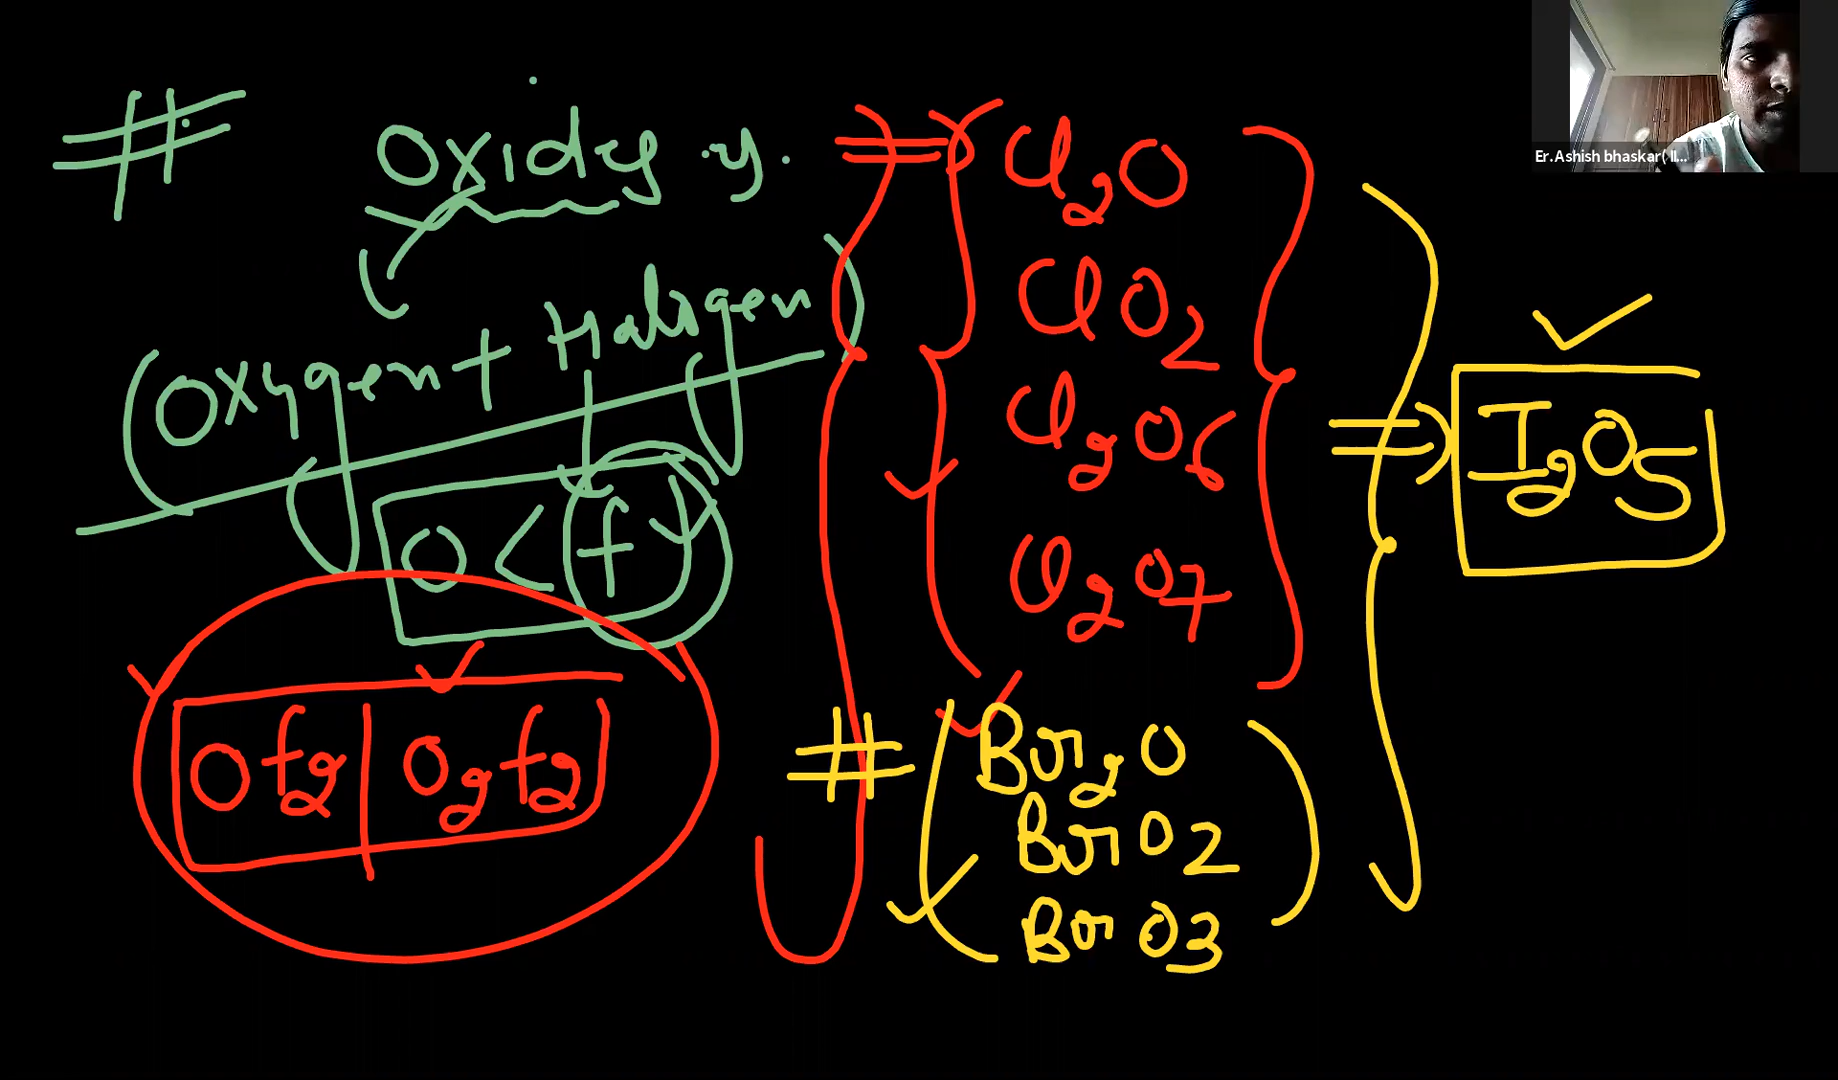 # Oxides :y:
(Oxygen + Halogen)
O < F
OF2 | O2F2
=> Cl2O
ClO2
Cl2O6
Cl2O7
# Br2O
BrO2
BrO3
=> I2O5
Er.Ashish bhaskar( II...